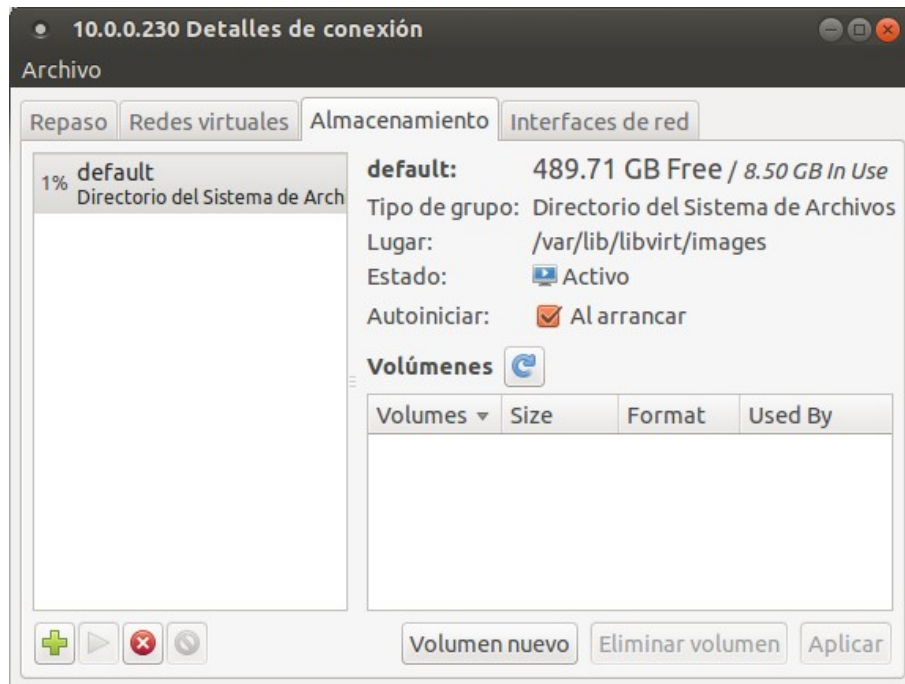 10.0.0.230 Detalles de conexión
Archivo
Repaso Redes virtuales Almacenamiento Interfaces de red
1% default
Directorio del Sistema de Arch
default: 489.71 GB Free / 8.50 GB In Use
Tipo de grupo: Directorio del Sistema de Archivos
Lugar: /var/lib/libvirt/images
Estado: Activo
Autoiniciar: Al arrancar
Volúmenes
Volumes Size Format Used By
Volumen nuevo Eliminar volumen Aplicar